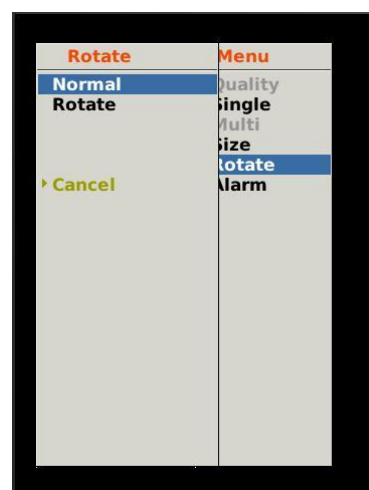 Rotate
Normal
Rotate
Cancel
Menu
Quality
Single
Multi
Size
Rotate
Alarm